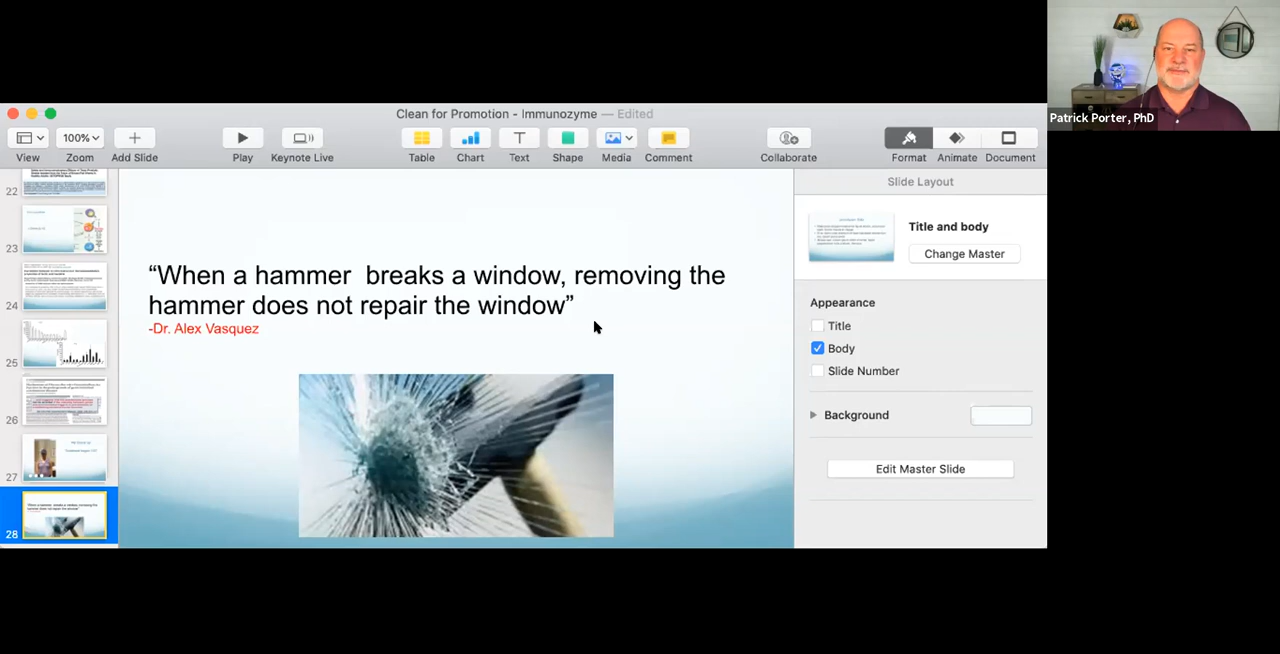 Patrick Porter, PhD
Clean for Promotion - Immunozyme — Edited
100%
View
Zoom
Add Slide
Play
Keynote Live
Table
Chart
Text
Shape
Media
Comment
Collaborate
Format
Animate
Document
22
23
24
25
26
27
28
“When a hammer  breaks a window, removing the
hammer does not repair the window”
-Dr. Alex Vasquez
Slide Layout
Title and body
Change Master
Appearance
Title
Body
Slide Number
Background
Edit Master Slide